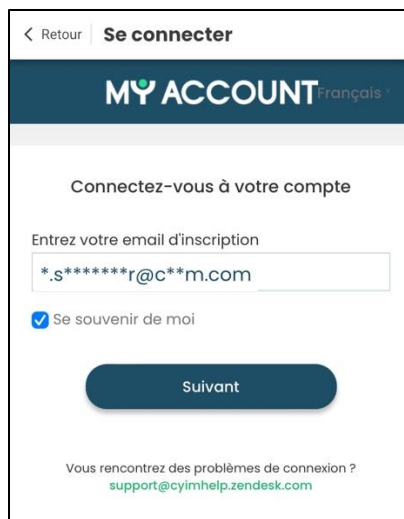 Retour Se connecter
MY ACCOUNT Français
Connectez-vous à votre compte
Entrez votre email d'inscription
*.s*******r@c**m.com
Se souvenir de moi
Suivant
Vous rencontrez des problèmes de connexion ?
support@cyimhelp.zendesk.com